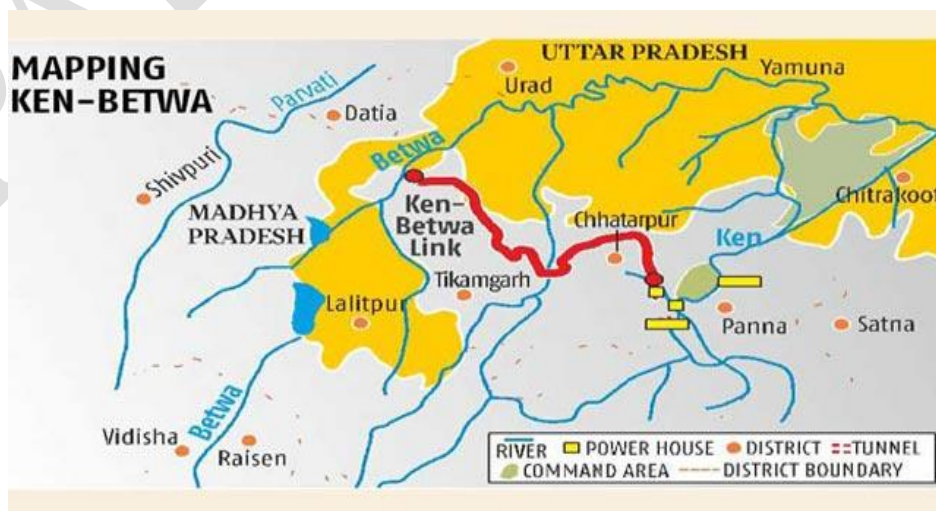 MAPPING
KEN-BETWA
UTTAR PRADESH
Parvati
Datia
Urad
Yamuna
Shivpuri
Betwa
MADHYA
PRADESH
Ken-
Betwa
Link
Chhatarpur
Chitrakoot
Ken
Tikamgarh
Lalitpur
Panna
Satna
Betwa
Vidisha
Raisen
RIVER POWER HOUSE DISTRICT TUNNEL
COMMAND AREA DISTRICT BOUNDARY